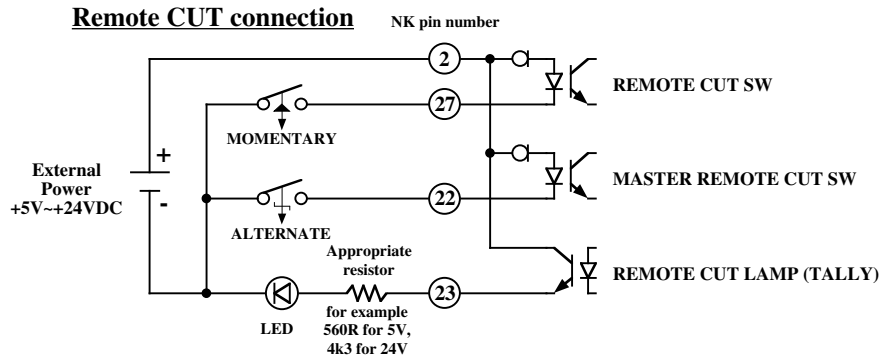 Remote CUT connection
NK pin number
2
REMOTE CUT SW
27
MOMENTARY
+
External
Power
+5V~+24VDC
-
MASTER REMOTE CUT SW
22
ALTERNATE
Appropriate
resistor
23
REMOTE CUT LAMP (TALLY)
LED
for example
560R for 5V,
4k3 for 24V